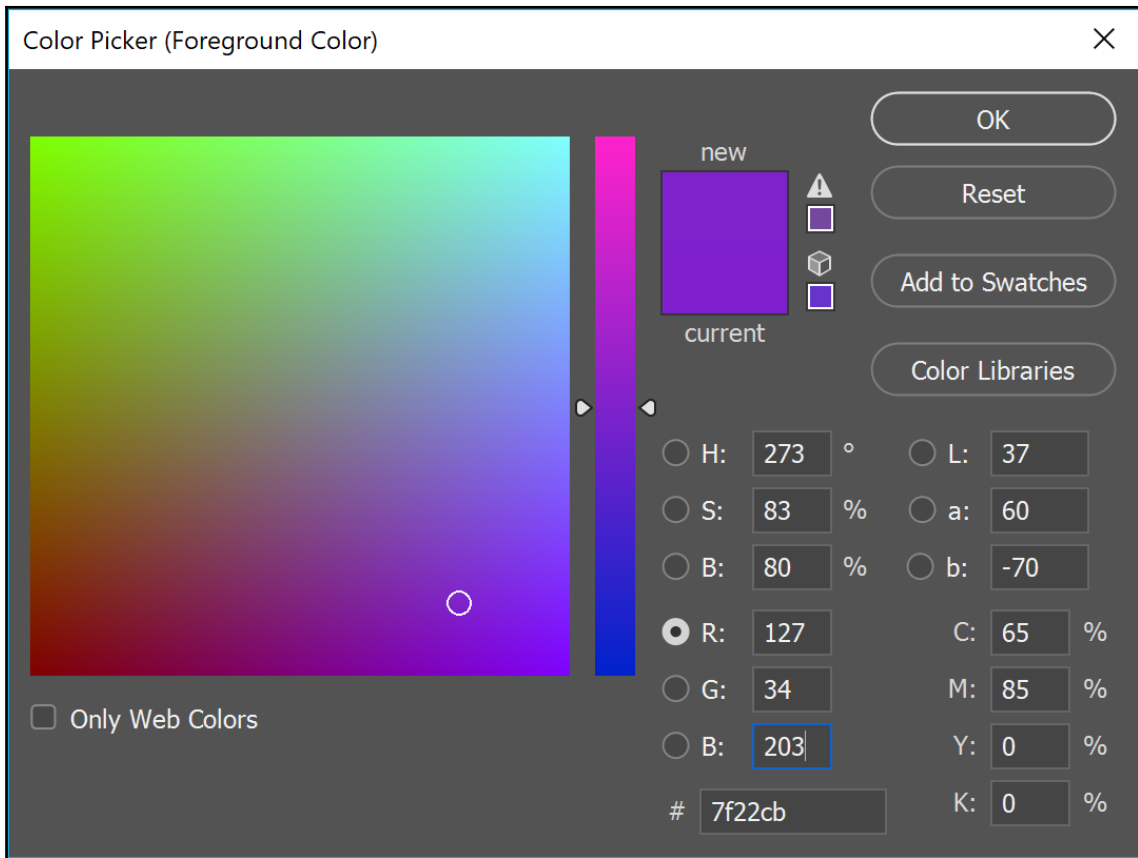 Color Picker (Foreground Color)
OK
new
Reset
Add to Swatches
current
Color Libraries
H: 273 °
L: 37
S: 83 %
a: 60
B: 80 %
b: -70
R: 127
C: 65 %
G: 34
M: 85 %
Only Web Colors
B: 203
Y: 0 %
# 7f22cb
K: 0 %